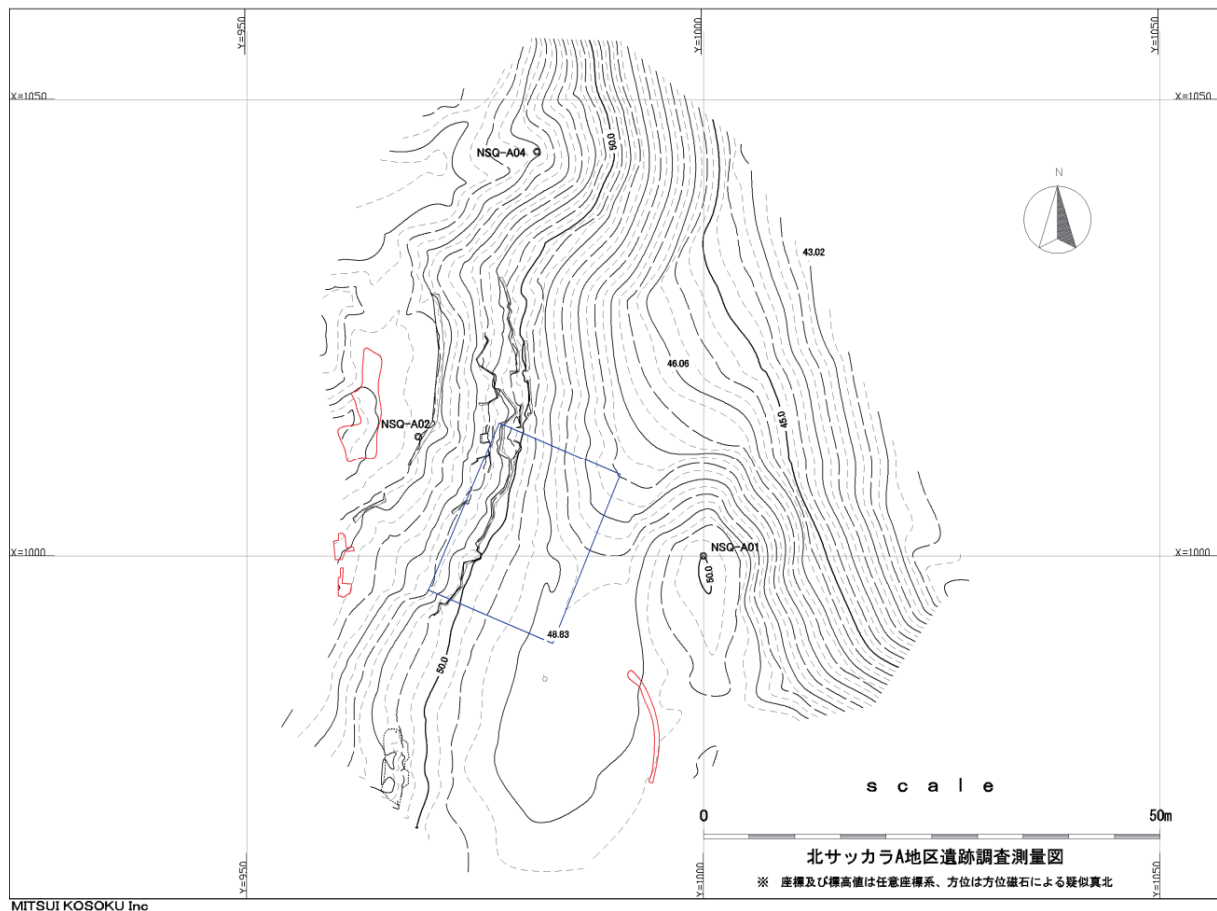 Y=950
Y=1000
Y=1050
X=1050
X=1050
50.0
NSQ-A04
N
43.02
46.06
45.0
NSQ-A02
X=1000
NSQ-A01
X=1000
50.0
48.83
50.0
scale
0
50m
北サッカラA地区遺跡調査測量図
※ 座標及び標高値は任意座標系、方位は方位磁石による疑似真北
Y=950
Y=1000
Y=1050
MITSUI KOSOKU Inc